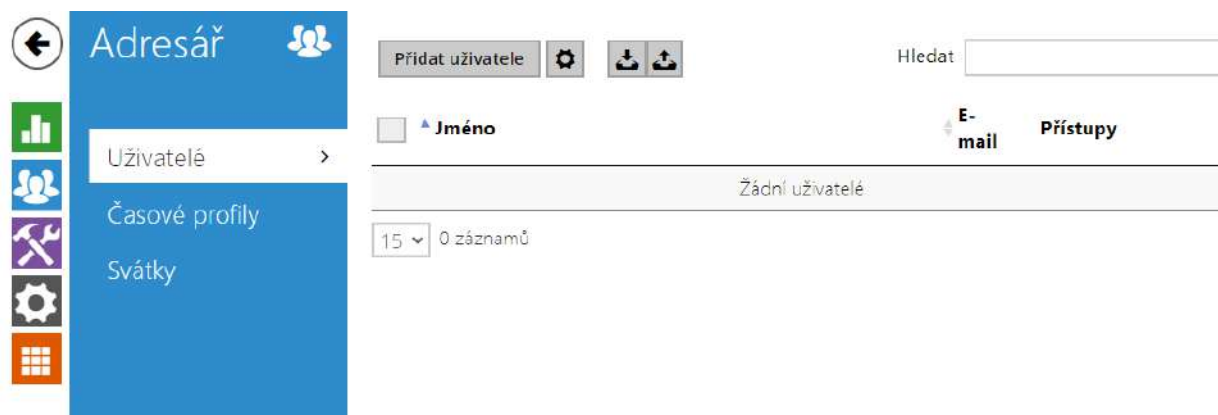 Adresář
Uživatelé
Časové profily
Svátky
Přidat uživatele
Hledat
Jméno
E-
mail
Přístupy
Žádní uživatelé
15
0 záznamů